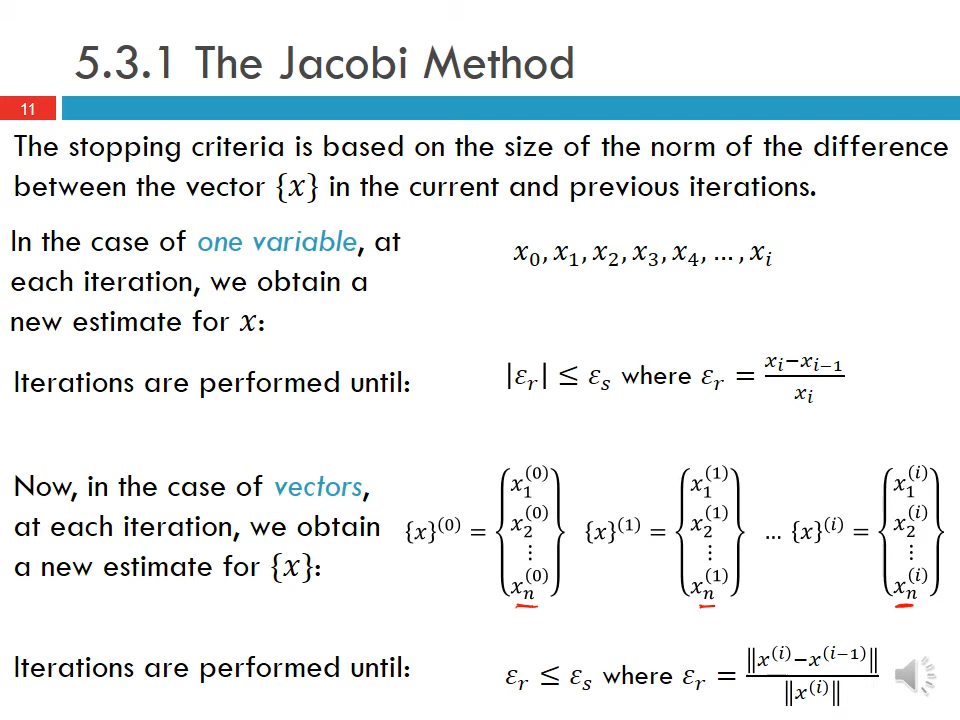 5.3.1 The Jacobi Method
11
The stopping criteria is based on the size of the norm of the difference
between the vector {𝑥} in the current and previous iterations.
In the case of one variable, at
each iteration, we obtain a
new estimate for 𝑥:
𝑥₀, 𝑥₁, 𝑥₂, 𝑥₃, 𝑥₄, … , 𝑥ᵢ
Iterations are performed until:
|𝜀ᵣ| ≤ 𝜀ₛ where 𝜀ᵣ = (𝑥ᵢ−𝑥ᵢ₋₁)/𝑥ᵢ
Now, in the case of vectors,
at each iteration, we obtain
a new estimate for {𝑥}:
{𝑥}⁽⁰⁾ = {𝑥₁⁽⁰⁾ 𝑥₂⁽⁰⁾ ⋮ 𝑥ₙ⁽⁰⁾} {𝑥}⁽¹⁾ = {𝑥₁⁽¹⁾ 𝑥₂⁽¹⁾ ⋮ 𝑥ₙ⁽¹⁾} … {𝑥}⁽ⁱ⁾ = {𝑥₁⁽ⁱ⁾ 𝑥₂⁽ⁱ⁾ ⋮ 𝑥ₙ⁽ⁱ⁾}
Iterations are performed until:
𝜀ᵣ ≤ 𝜀ₛ where 𝜀ᵣ = ‖𝑥⁽ⁱ⁾−𝑥⁽ⁱ⁻¹⁾‖/‖𝑥⁽ⁱ⁾‖